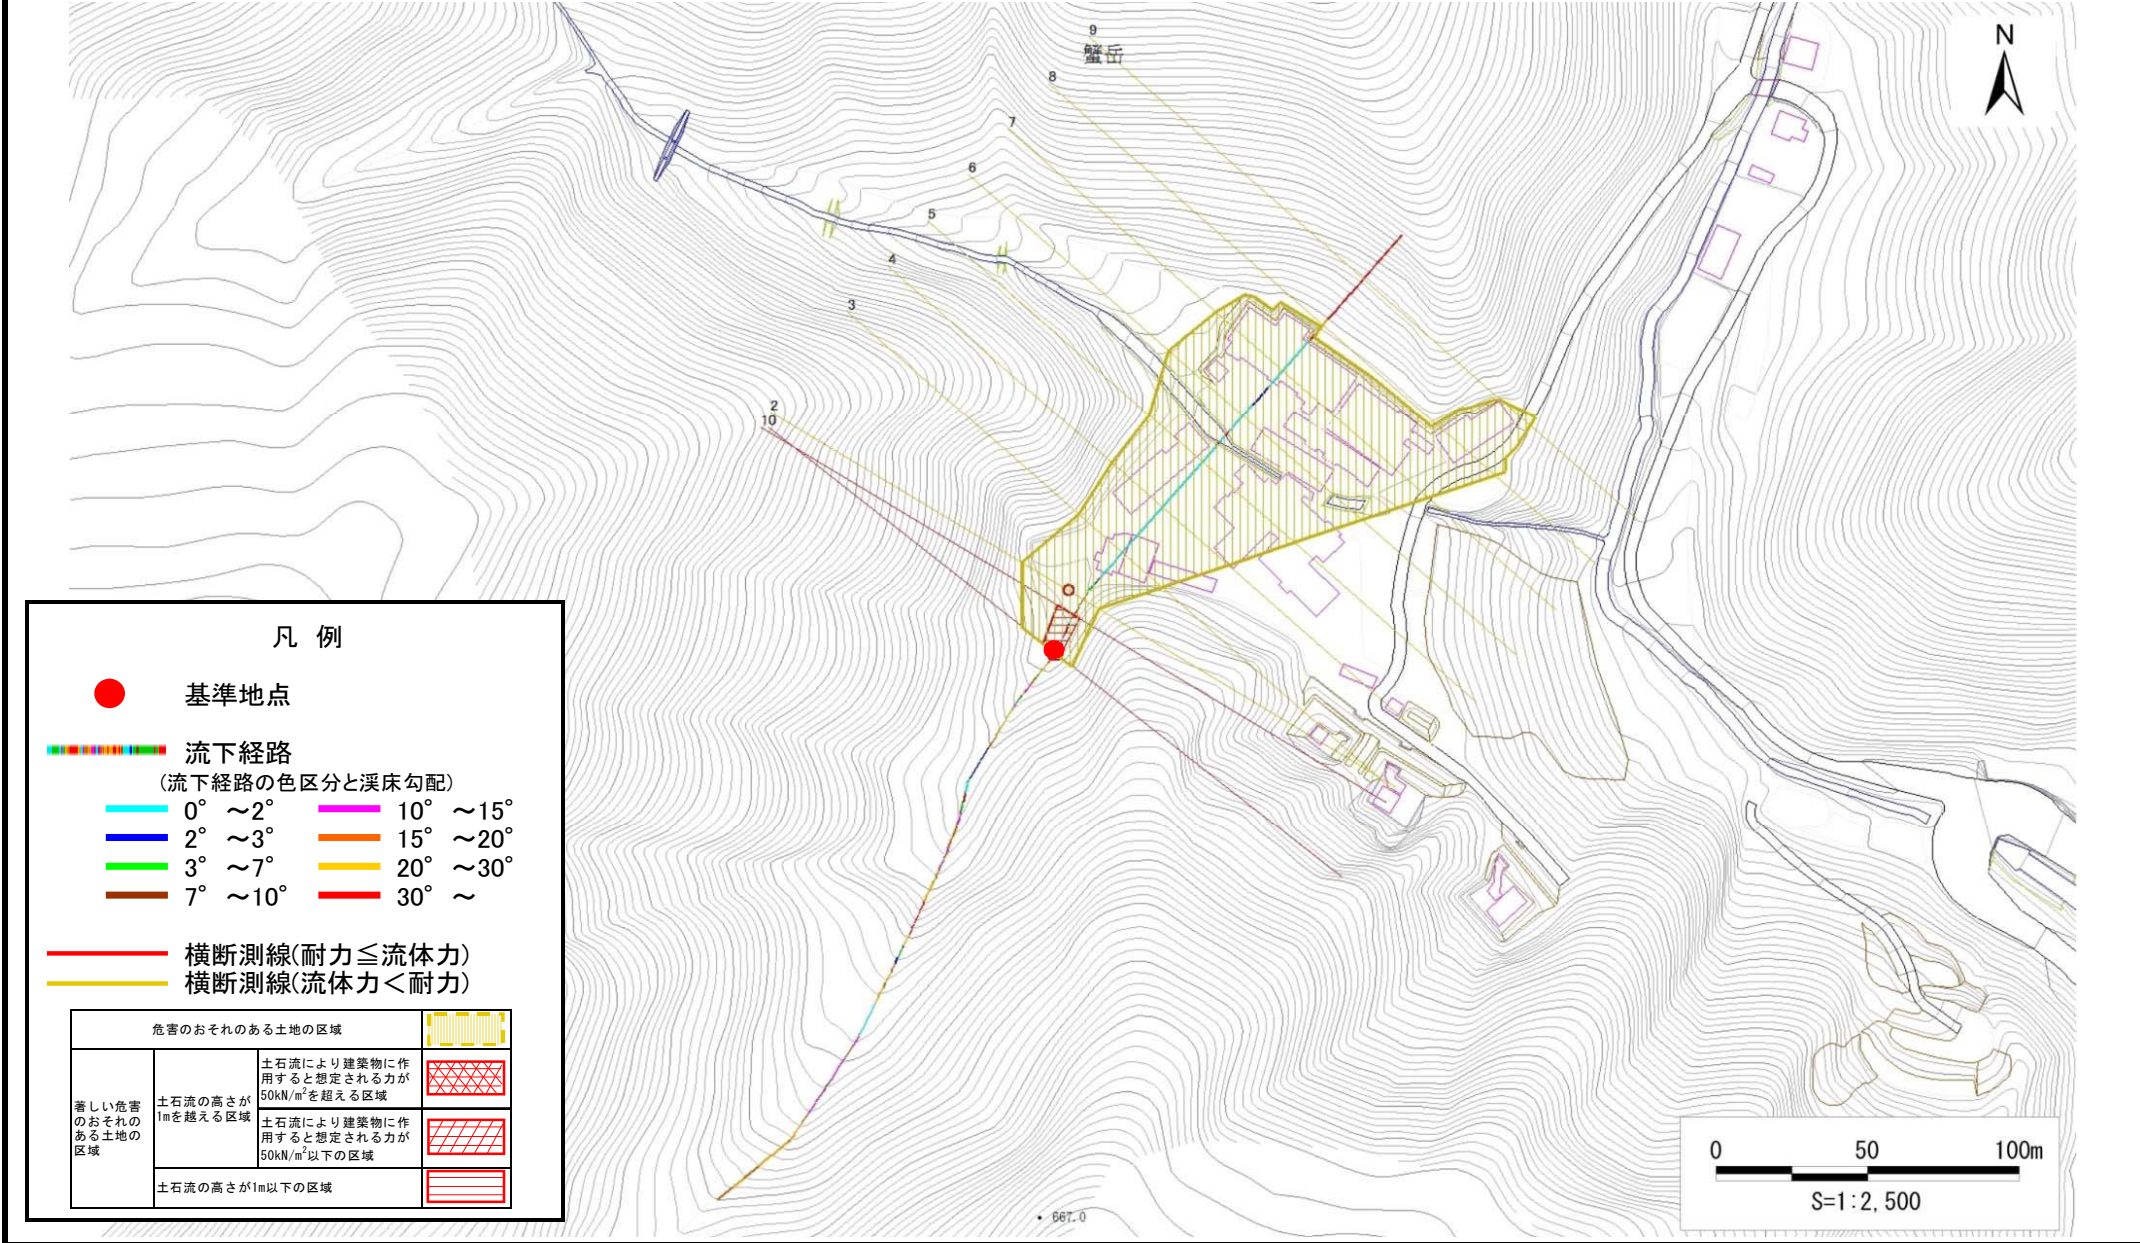 9
蟹岳
8
7
6
5
4
3
2
10
N
凡 例
基準地点
流下経路
(流下経路の色区分と渓床勾配)
0° ～2° 10° ～15°
2° ～3° 15° ～20°
3° ～7° 20° ～30°
7° ～10° 30° ～
横断測線(耐力≦流体力)
横断測線(流体力＜耐力)
危害のおそれのある土地の区域
著しい危害
のおそれの
ある土地の
区域
土石流の高さが
1mを越える区域
土石流により建築物に作
用すると想定される力が
50kN/m²を超える区域
土石流により建築物に作
用すると想定される力が
50kN/m²以下の区域
土石流の高さが1m以下の区域
667.0
0 50 100m
S=1:2,500